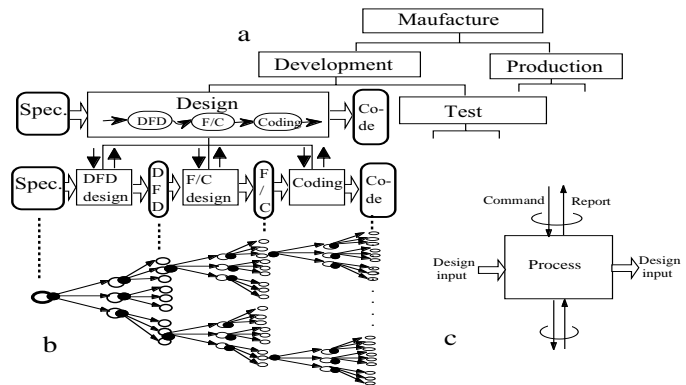 a
Maufacture
Development
Production
Design
Spec.
DFD
F/C
Coding
Co-
de
Test
Spec.
DFD
design
D
F
D
F/C
design
F
/
C
Coding
Co-
de
Command
Report
Design
input
Process
Design
input
b
c